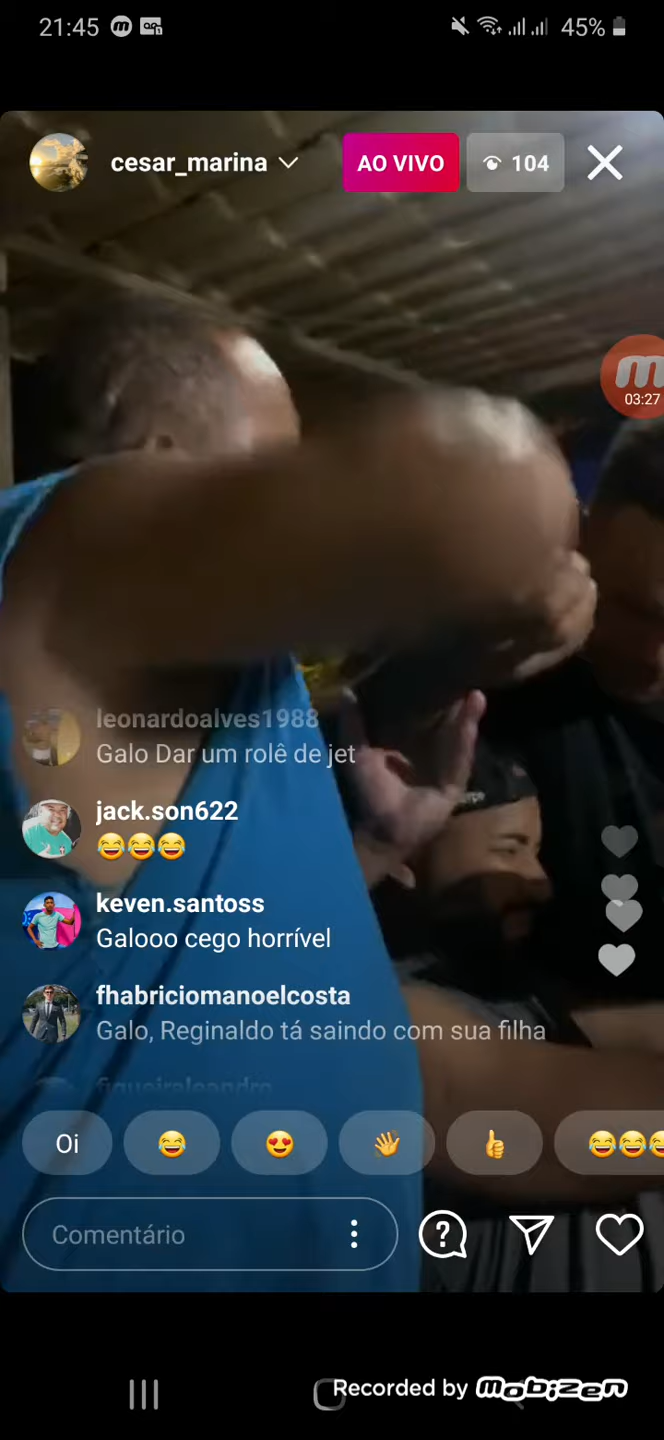 21:45
45%
cesar_marina
AO VIVO
104
m
03:27
leonardoalves1988
Galo Dar um rolê de jet
jack.son622
😂😂😂
keven.santoss
Galooo cego horrível
fhabriciomanoelcosta
Galo, Reginaldo tá saindo com sua filha
figueiraleandro
Oi
Comentário
Recorded by mobizen